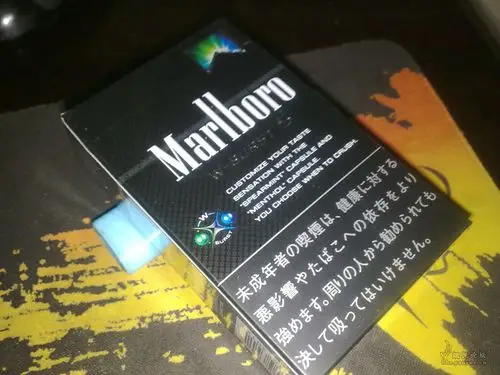 Marlboro
W-BURST 5
CUSTOMIZE YOUR TASTE
SENSATION WITH THE
"SPEARMINT" CAPSULE AND
"MENTHOL" CAPSULE.
YOU CHOOSE WHEN TO CRUSH.
未成年者の喫煙は、健康に対する
悪影響やたばこへの依存をより
強めます。周りの人から勧められても
決して吸ってはいけません。